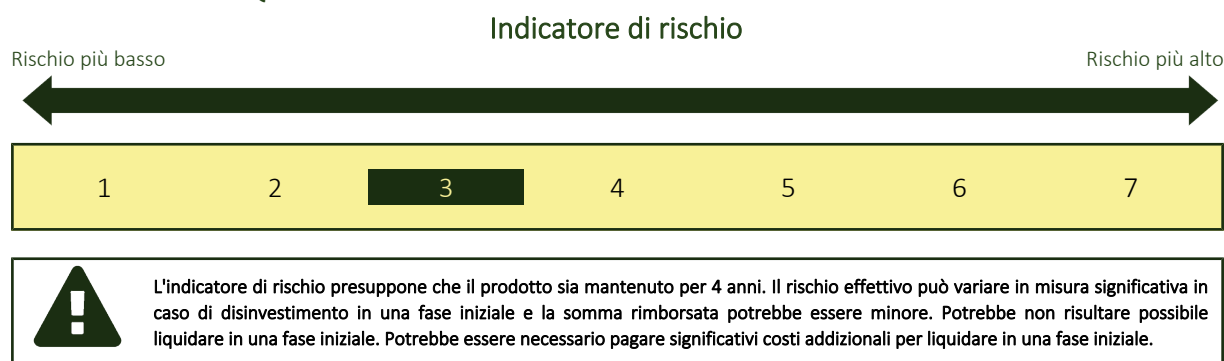 Indicatore di rischio
Rischio più basso
Rischio più alto
1 2 3 4 5 6 7
L'indicatore di rischio presuppone che il prodotto sia mantenuto per 4 anni. Il rischio effettivo può variare in misura significativa in
caso di disinvestimento in una fase iniziale e la somma rimborsata potrebbe essere minore. Potrebbe non risultare possibile
liquidare in una fase iniziale. Potrebbe essere necessario pagare significativi costi addizionali per liquidare in una fase iniziale.